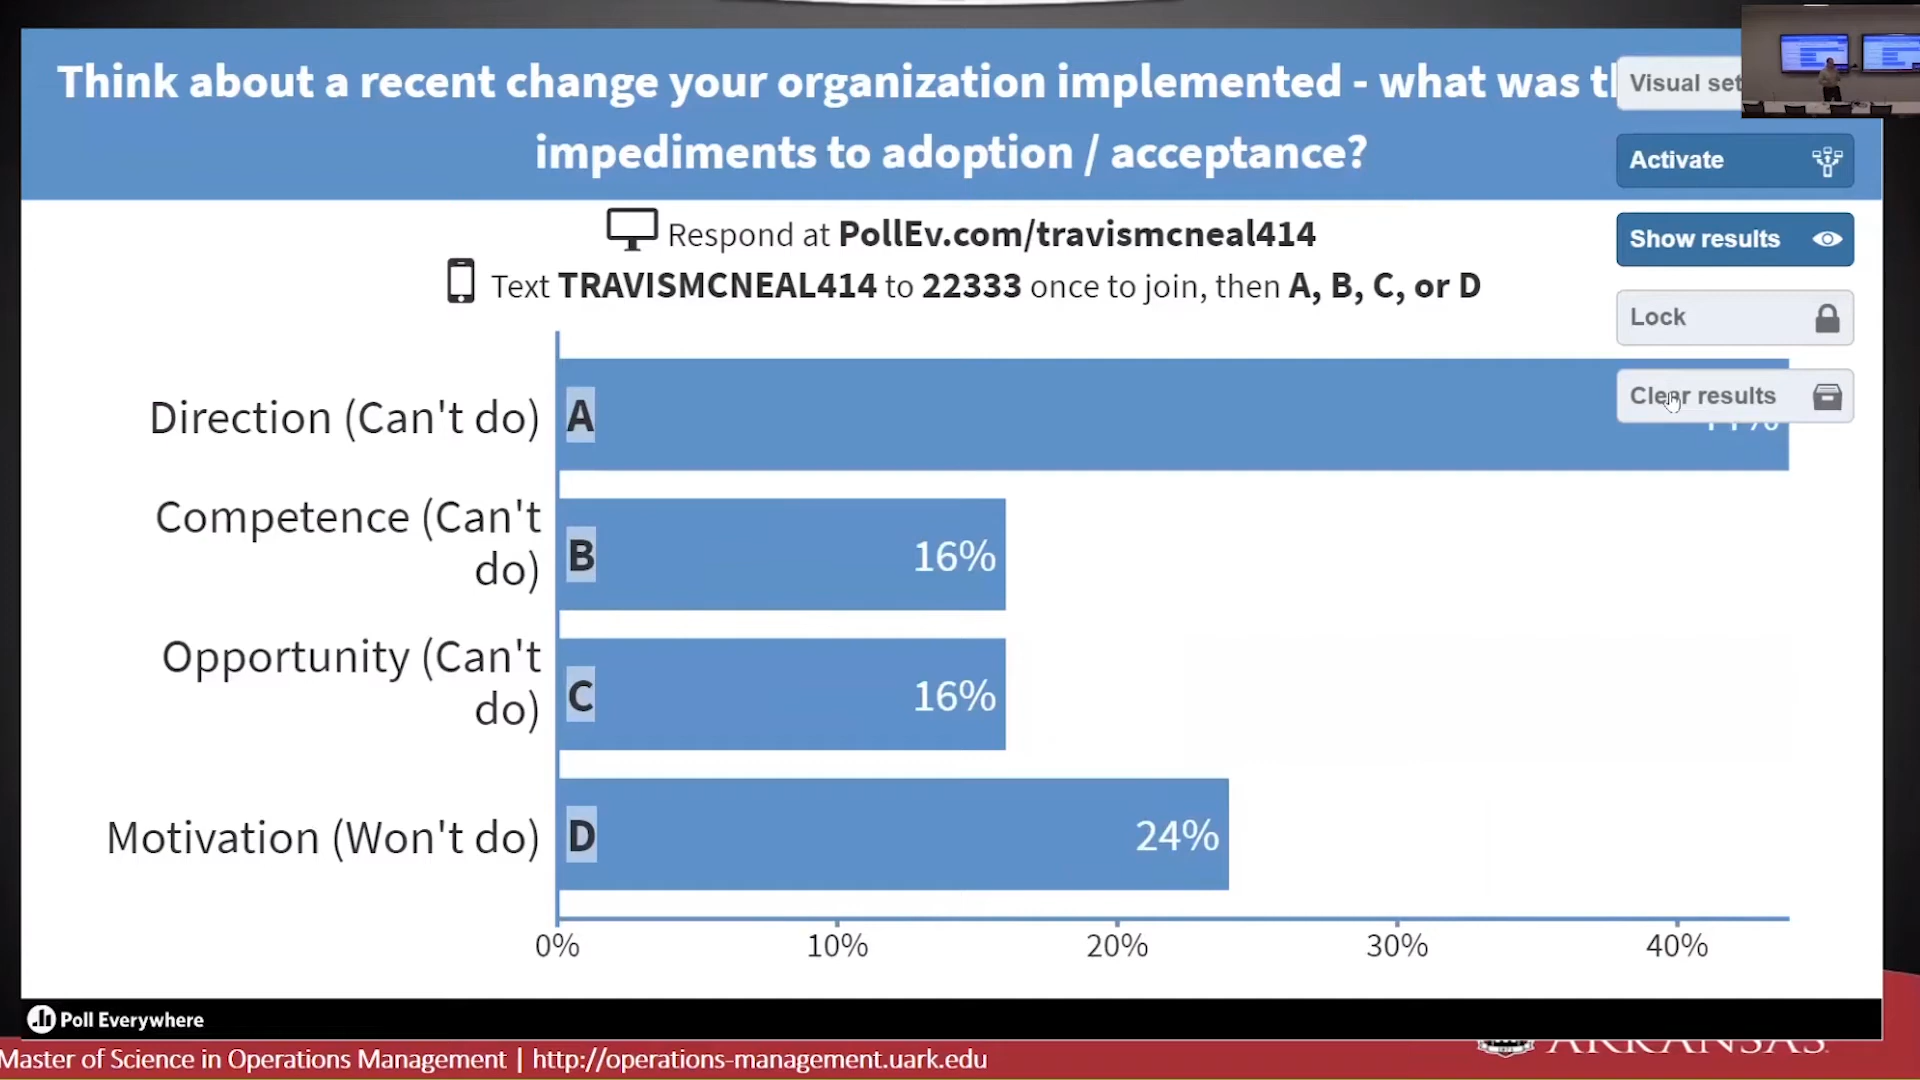 Think about a recent change your organization implemented - what was
impediments to adoption / acceptance?
Visual
Activate
Show results
Lock
Clear results
Respond at PollEv.com/travismcneal414
Text TRAVISMCNEAL414 to 22333 once to join, then A, B, C, or D
Direction (Can't do) A
Competence (Can't
do) B 16%
Opportunity (Can't
do) C 16%
Motivation (Won't do) D 24%
0% 10% 20% 30% 40%
Poll Everywhere
Master of Science in Operations Management | http://operations-management.uark.edu
ARKANSAS